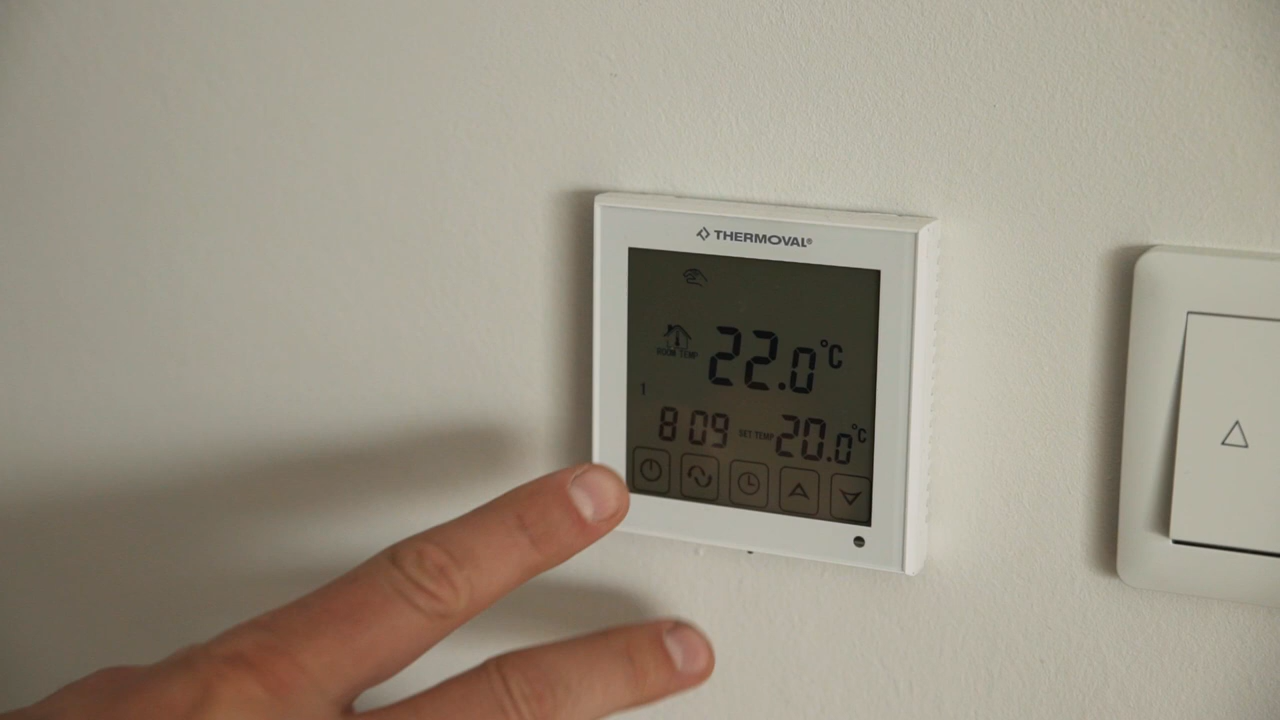 THERMOVAL®
22.0°C
ROOM TEMP
1
8 09 SET TEMP 20.0°C